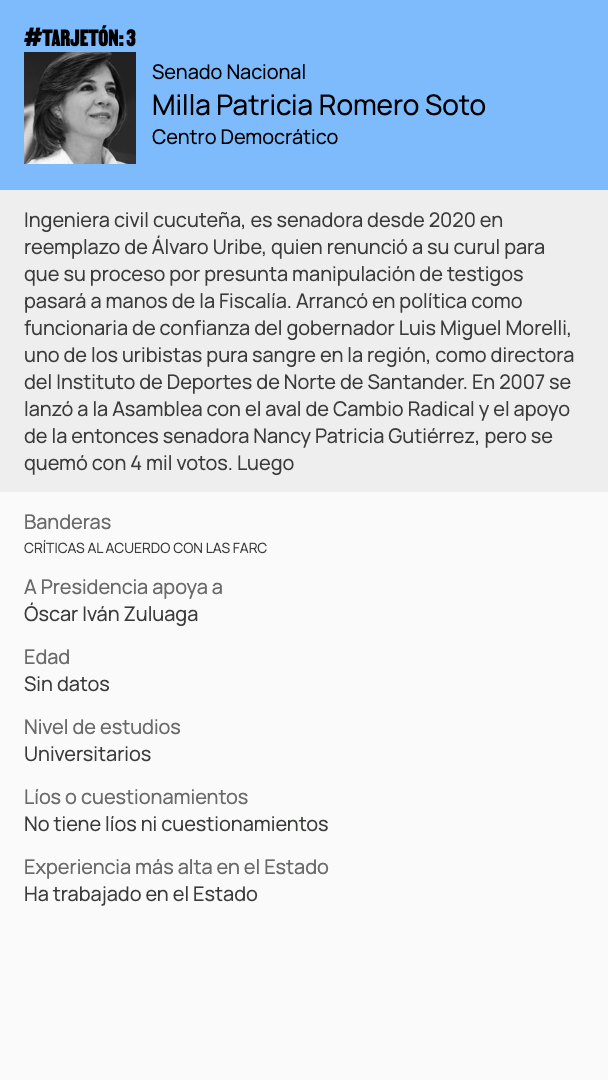 #TARJETÓN: 3
Senado Nacional
Milla Patricia Romero Soto
Centro Democrático
Ingeniera civil cucuteña, es senadora desde 2020 en
reemplazo de Álvaro Uribe, quien renunció a su curul para
que su proceso por presunta manipulación de testigos
pasará a manos de la Fiscalía. Arrancó en política como
funcionaria de confianza del gobernador Luis Miguel Morelli,
uno de los uribistas pura sangre en la región, como directora
del Instituto de Deportes de Norte de Santander. En 2007 se
lanzó a la Asamblea con el aval de Cambio Radical y el apoyo
de la entonces senadora Nancy Patricia Gutiérrez, pero se
quemó con 4 mil votos. Luego
Banderas
CRÍTICAS AL ACUERDO CON LAS FARC
A Presidencia apoya a
Óscar Iván Zuluaga
Edad
Sin datos
Nivel de estudios
Universitarios
Líos o cuestionamientos
No tiene líos ni cuestionamientos
Experiencia más alta en el Estado
Ha trabajado en el Estado